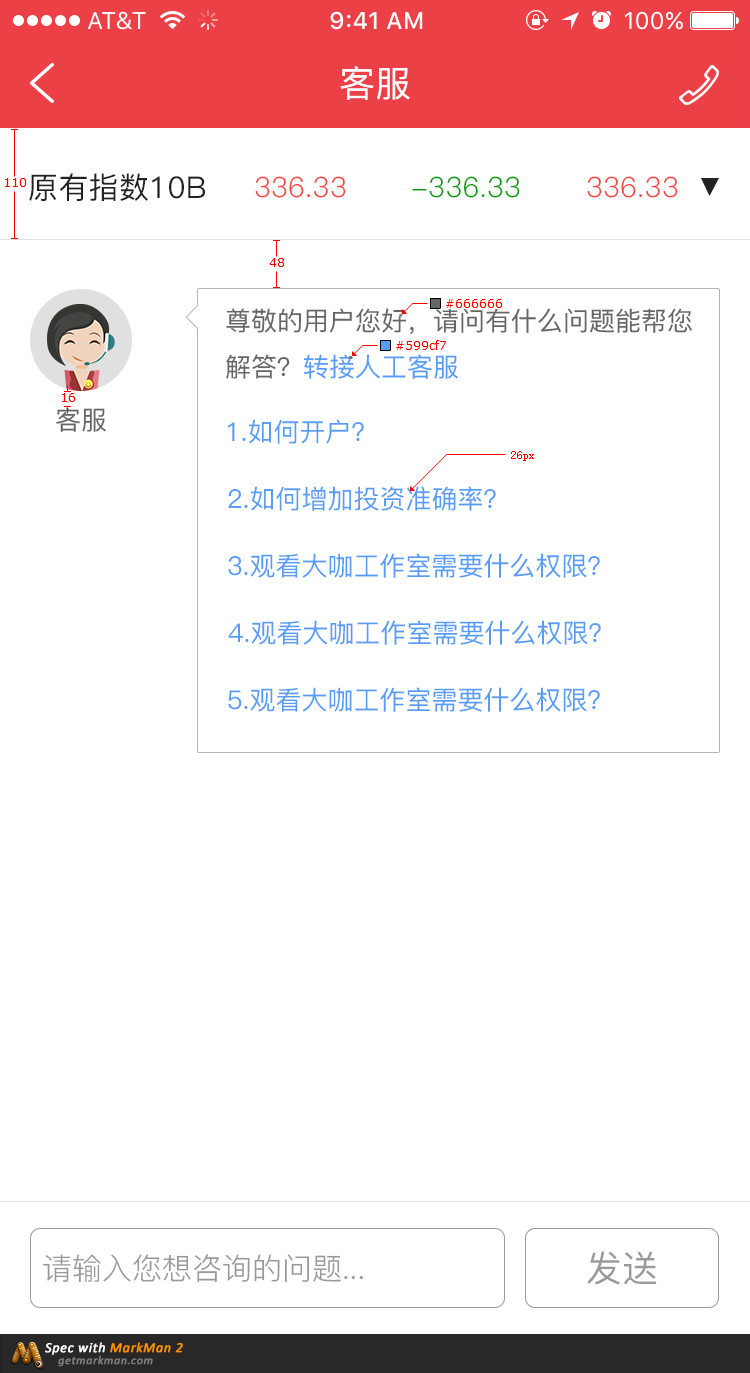 AT&T 9:41 AM 100%
客服
110
原有指数10B 336.33 -336.33 336.33 ▼
48
#666666
尊敬的用户您好，请问有什么问题能帮您
#599cf7
解答？转接人工客服
16
客服
1.如何开户?
26px
2.如何增加投资准确率?
3.观看大咖工作室需要什么权限?
4.观看大咖工作室需要什么权限?
5.观看大咖工作室需要什么权限?
请输入您想咨询的问题... 发送
Spec with MarkMan 2
getmarkman.com